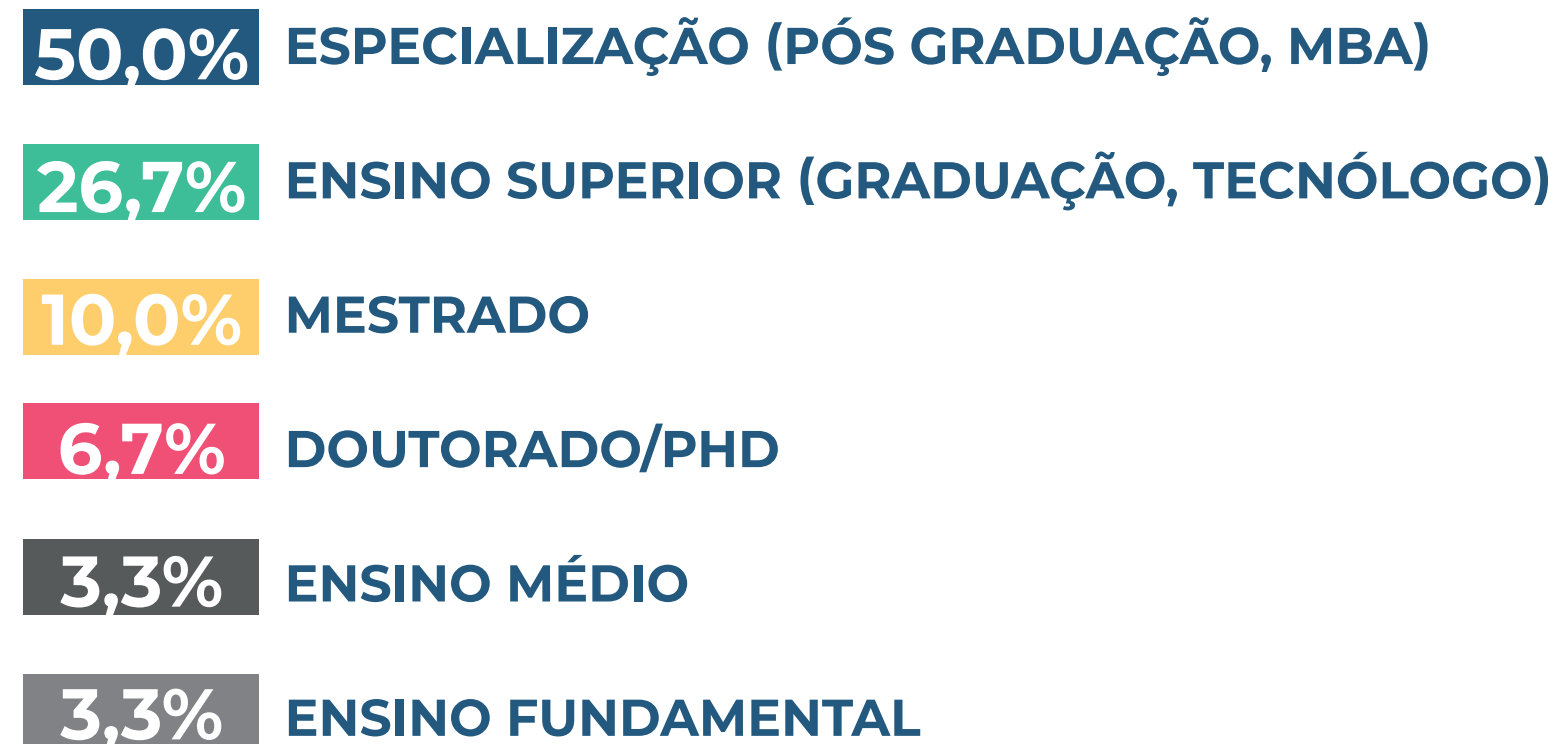 50,0% ESPECIALIZAÇÃO (PÓS GRADUAÇÃO, MBA)
26,7% ENSINO SUPERIOR (GRADUAÇÃO, TECNÓLOGO)
10,0% MESTRADO
6,7% DOUTORADO/PHD
3,3% ENSINO MÉDIO
3,3% ENSINO FUNDAMENTAL